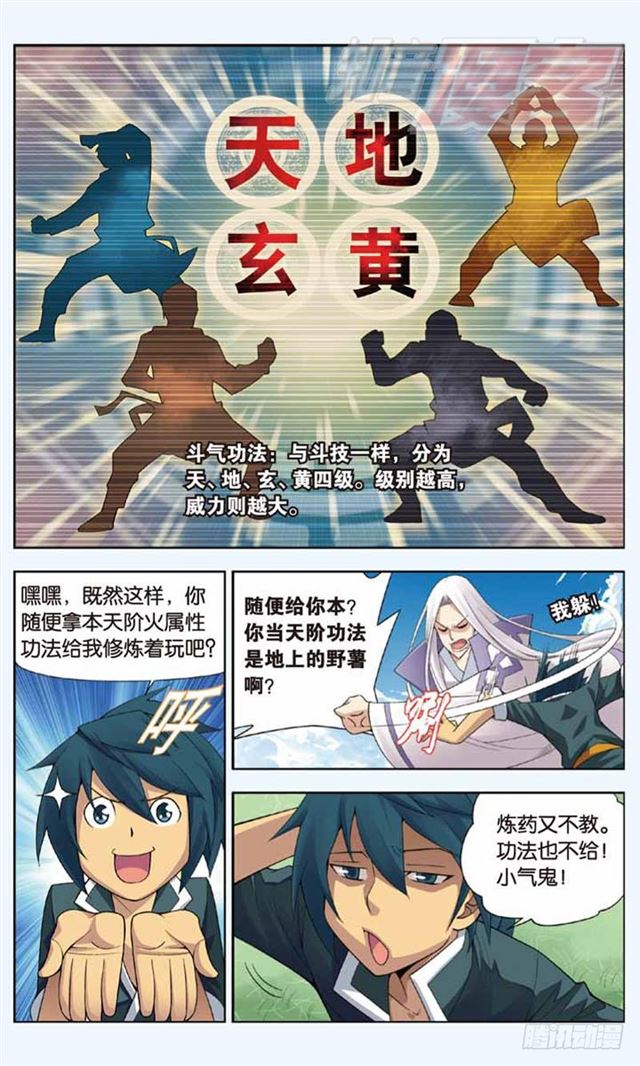 天 地
玄 黄
斗气功法：与斗技一样，分为
天、地、玄、黄四级。级别越高，
威力则越大。
嘿嘿，既然这样，你
随便拿本天阶火属性
功法给我修炼着玩吧？
呼
随便给你本？
你当天阶功法
是地上的野薯
啊？
我躲！
唰
炼药又不教。
功法也不给！
小气鬼！
腾讯动漫